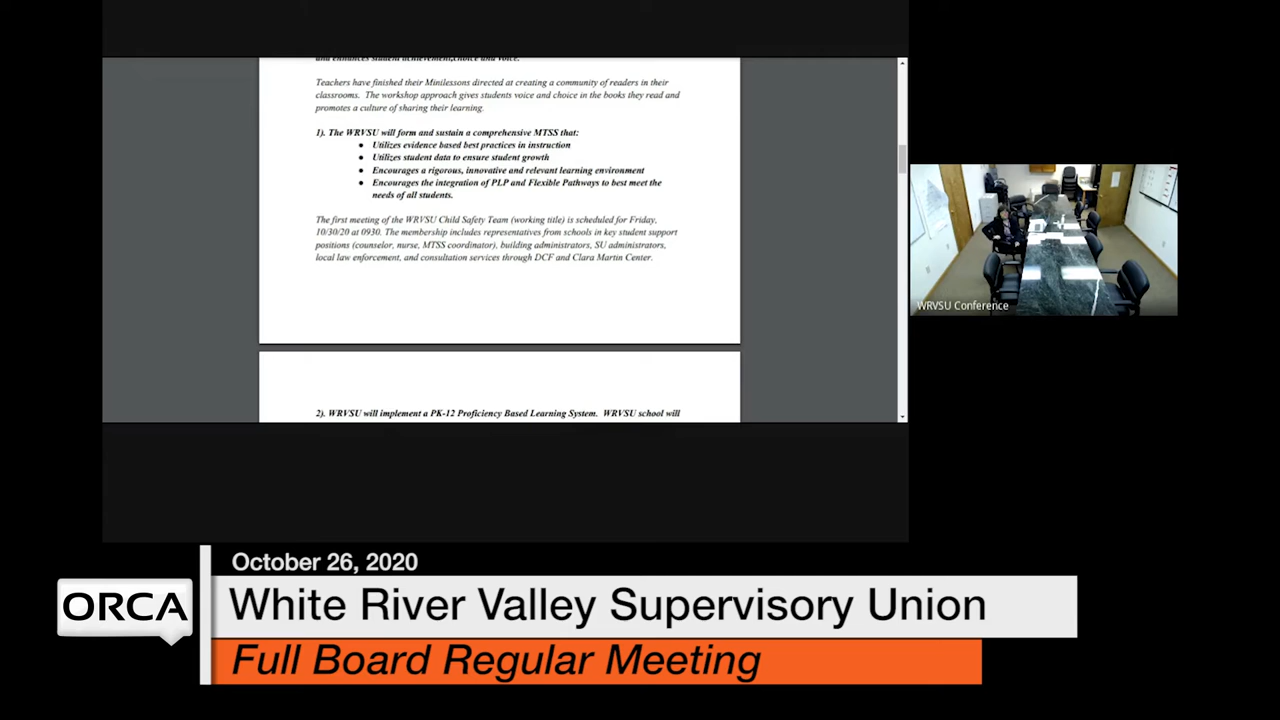 and enhances student achievement,choice and voice.
Teachers have finished their Minilessons directed at creating a community of readers in their
classrooms.  The workshop approach gives students voice and choice in the books they read and
promotes a culture of sharing their learning.
1). The WRVSU will form and sustain a comprehensive MTSS that:
● Utilizes evidence based best practices in instruction
● Utilizes student data to ensure student growth
● Encourages a rigorous, innovative and relevant learning environment
● Encourages the integration of PLP and Flexible Pathways to best meet the
needs of all students.
The first meeting of the WRVSU Child Safety Team (working title) is scheduled for Friday,
10/30/20 at 0930. The membership includes representatives from schools in key student support
positions (counselor, nurse, MTSS coordinator), building administrators, SU administrators,
local law enforcement, and consultation services through DCF and Clara Martin Center.
2). WRVSU will implement a PK-12 Proficiency Based Learning System.  WRVSU school will
WRVSU Conference
October 26, 2020
ORCA
White River Valley Supervisory Union
Full Board Regular Meeting